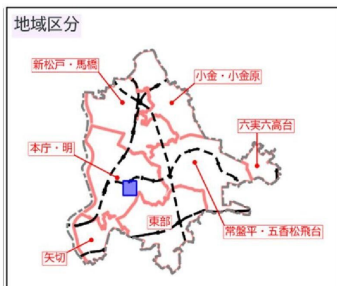 地域区分
新松戸・馬橋
小金・小金原
六実六高台
本庁・明
東部
常盤平・五香松飛台
矢切